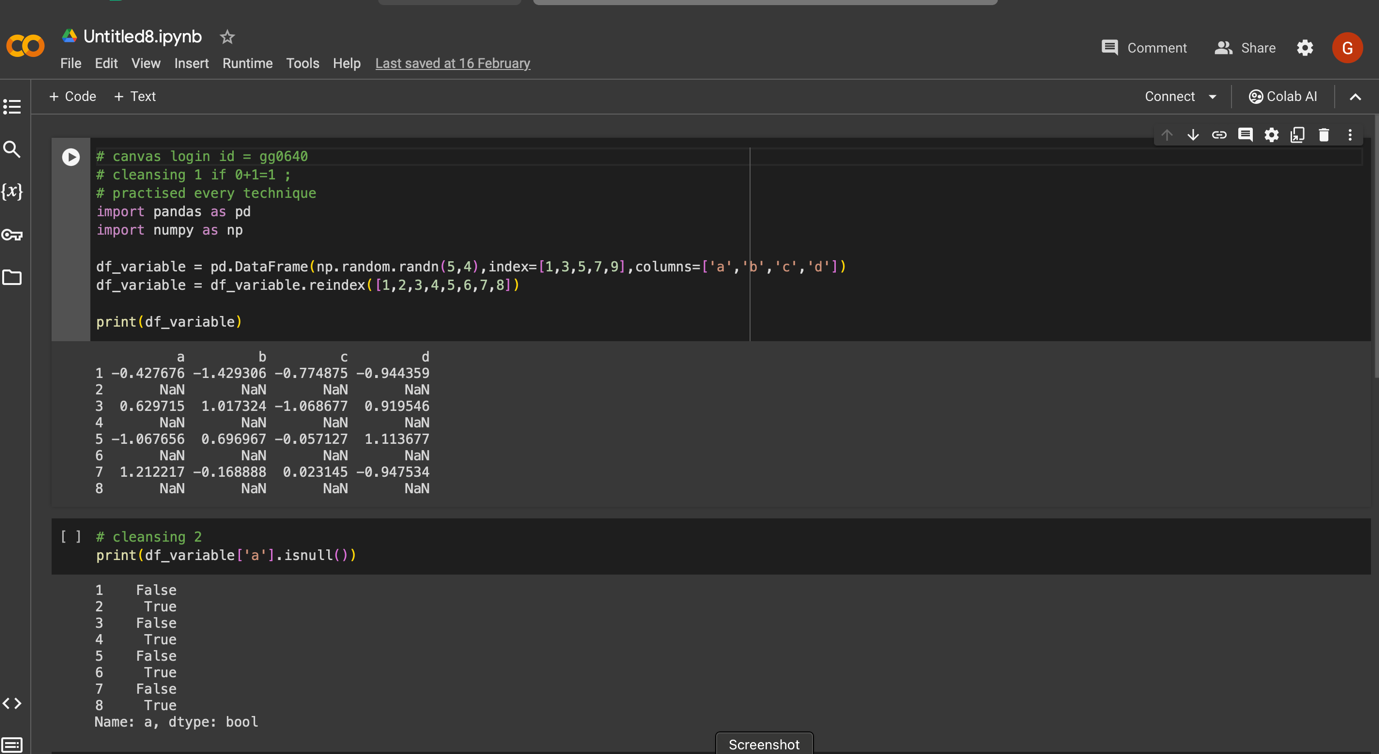 Untitled8.ipynb
File Edit View Insert Runtime Tools Help Last saved at 16 February
Comment Share G
+ Code + Text
Connect Colab AI
{x}
# canvas login id = gg0640
# cleansing 1 if 0+1=1 ;
# practised every technique
import pandas as pd
import numpy as np
df_variable = pd.DataFrame(np.random.randn(5,4),index=[1,3,5,7,9],columns=['a','b','c','d'])
df_variable = df_variable.reindex([1,2,3,4,5,6,7,8])
print(df_variable)
a b c d
1 -0.427676 -1.429306 -0.774875 -0.944359
2 NaN NaN NaN NaN
3 0.629715 1.017324 -1.068677 0.919546
4 NaN NaN NaN NaN
5 -1.067656 0.696967 -0.057127 1.113677
6 NaN NaN NaN NaN
7 1.212217 -0.168888 0.023145 -0.947534
8 NaN NaN NaN NaN
[ ] # cleansing 2
print(df_variable['a'].isnull())
1 False
2 True
3 False
4 True
5 False
6 True
7 False
8 True
Name: a, dtype: bool
Screenshot